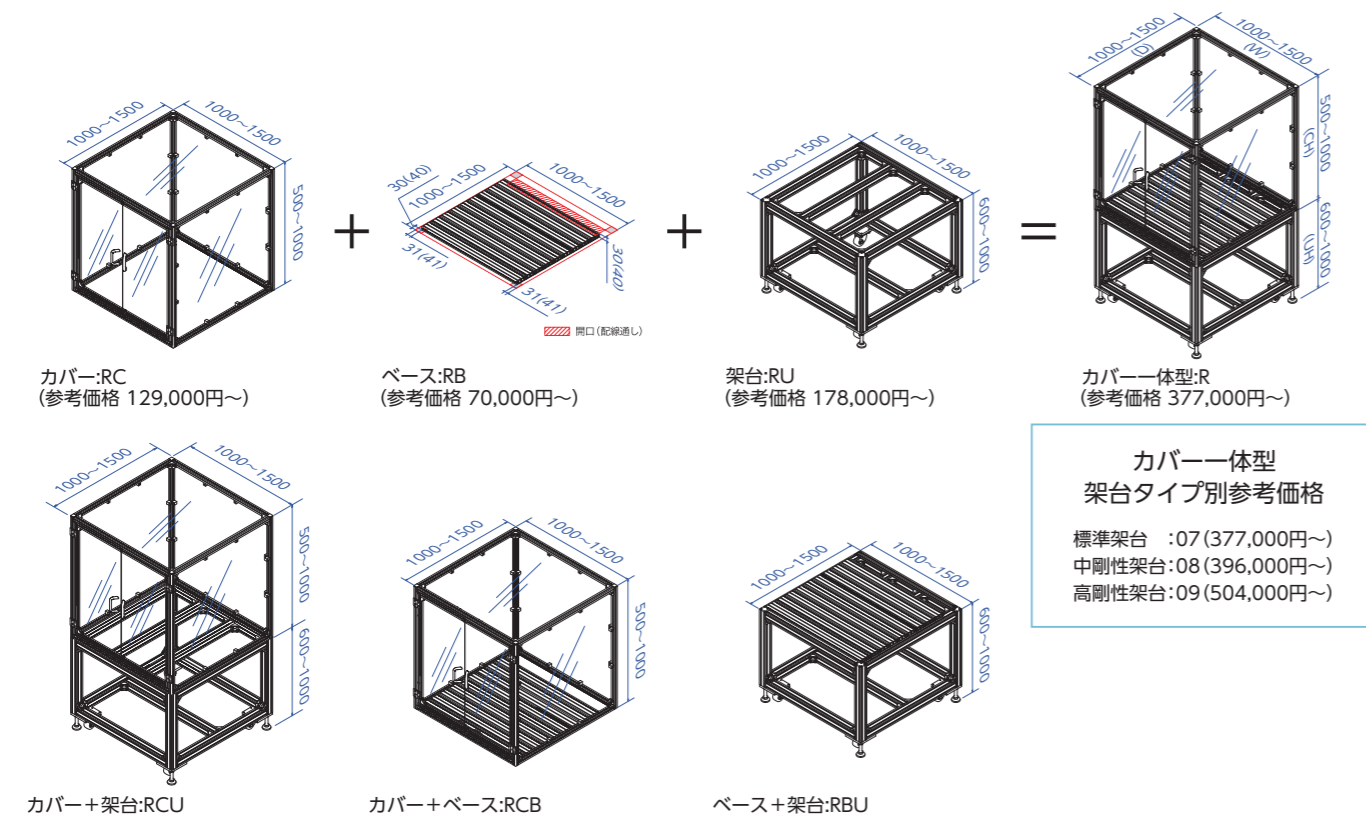 1000~1500
1000~1500
500~1000
+
30(40)
1000~1500
1000~1500
31(41)
31(41)
30(40)
開口(配線通し)
+
1000~1500
1000~1500
600~1000
=
1000~1500
(D)
1000~1500
(W)
500~1000
(CH)
600~1000
(UH)
カバー:RC
(参考価格 129,000円~)
ベース:RB
(参考価格 70,000円~)
架台:RU
(参考価格 178,000円~)
カバー一体型:R
(参考価格 377,000円~)
カバー一体型
架台タイプ別参考価格
標準架台 :07(377,000円~)
中剛性架台:08(396,000円~)
高剛性架台:09(504,000円~)
1000~1500
1000~1500
500~1000
600~1000
カバー+架台:RCU
1000~1500
1000~1500
500~1000
カバー+ベース:RCB
1000~1500
1000~1500
600~1000
ベース+架台:RBU